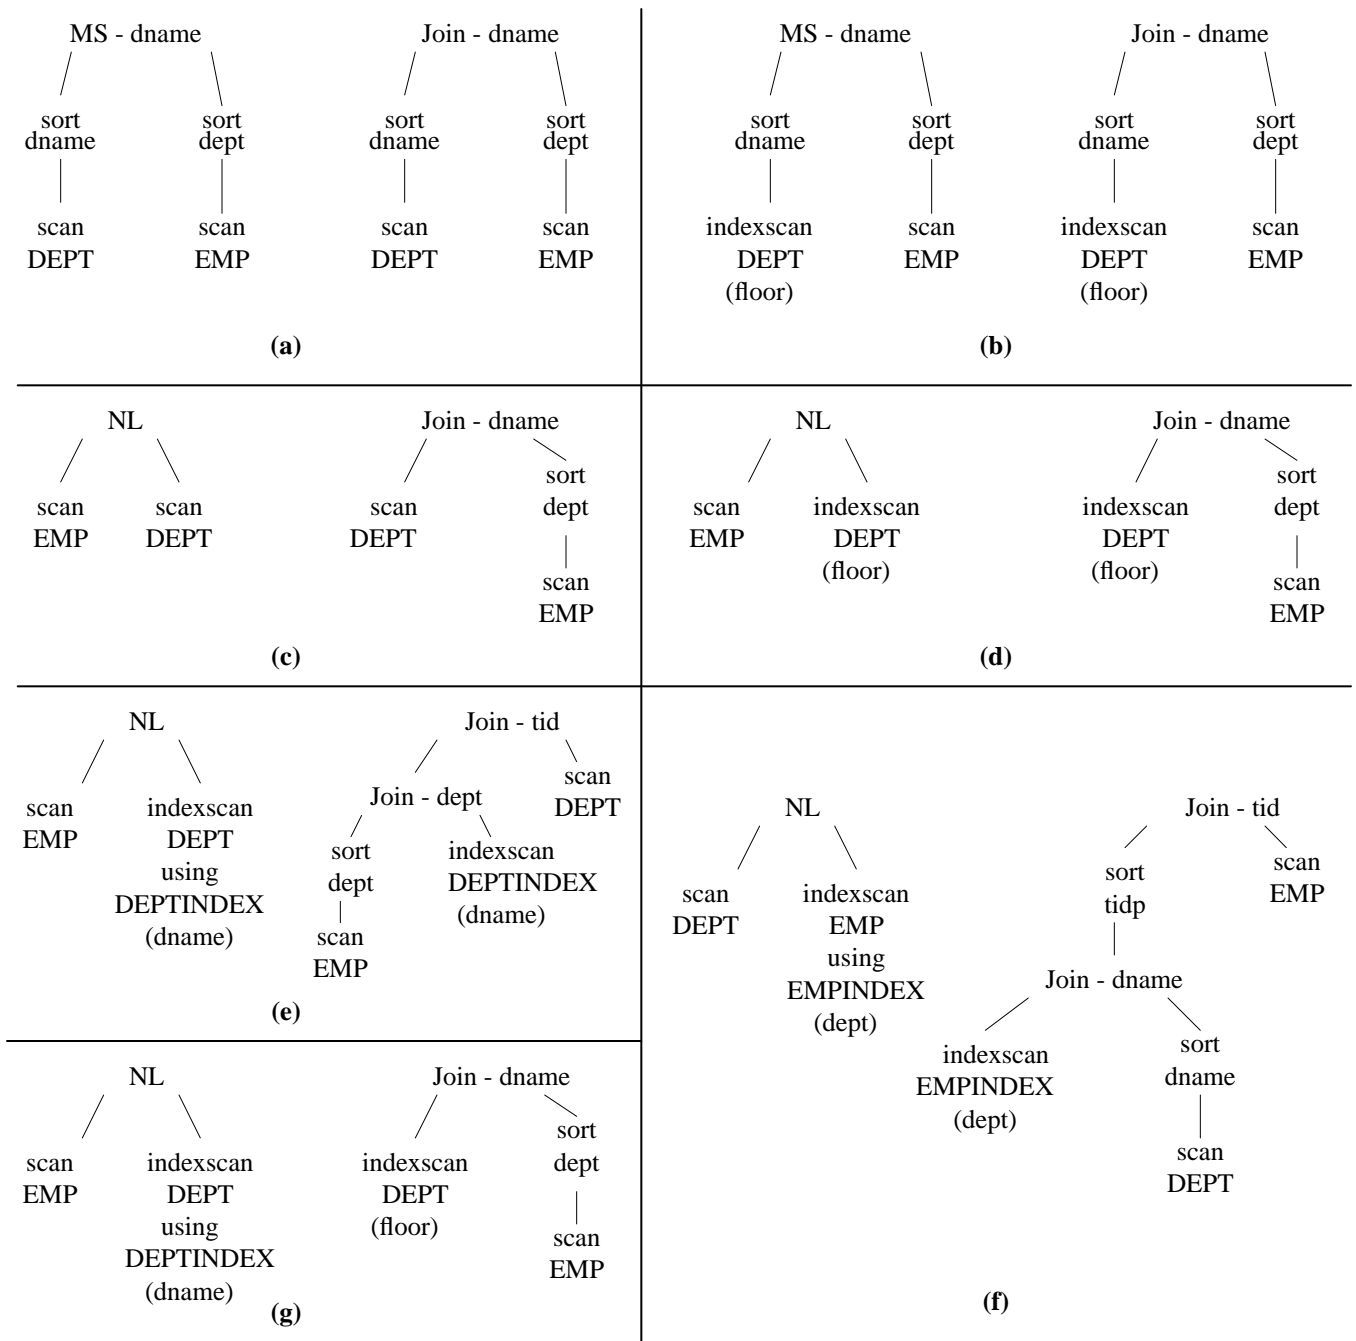 MS - dname
Join - dname
sort
dname
sort
dept
sort
dname
sort
dept
scan
DEPT
scan
EMP
scan
DEPT
scan
EMP
(a)
MS - dname
Join - dname
sort
dname
sort
dept
sort
dname
sort
dept
indexscan
DEPT
(floor)
scan
EMP
indexscan
DEPT
(floor)
scan
EMP
(b)
NL
Join - dname
scan
EMP
scan
DEPT
scan
DEPT
sort
dept
scan
EMP
(c)
NL
Join - dname
scan
EMP
indexscan
DEPT
(floor)
indexscan
DEPT
(floor)
sort
dept
scan
EMP
(d)
NL
Join - tid
scan
EMP
indexscan
DEPT
using
DEPTINDEX
(dname)
Join - dept
scan
DEPT
sort
dept
indexscan
DEPTINDEX
(dname)
scan
EMP
(e)
NL
Join - tid
scan
DEPT
indexscan
EMP
using
EMPINDEX
(dept)
sort
tidp
scan
EMP
Join - dname
indexscan
EMPINDEX
(dept)
sort
dname
scan
DEPT
(f)
NL
Join - dname
scan
EMP
indexscan
DEPT
using
DEPTINDEX
(dname)
indexscan
DEPT
(floor)
sort
dept
scan
EMP
(g)